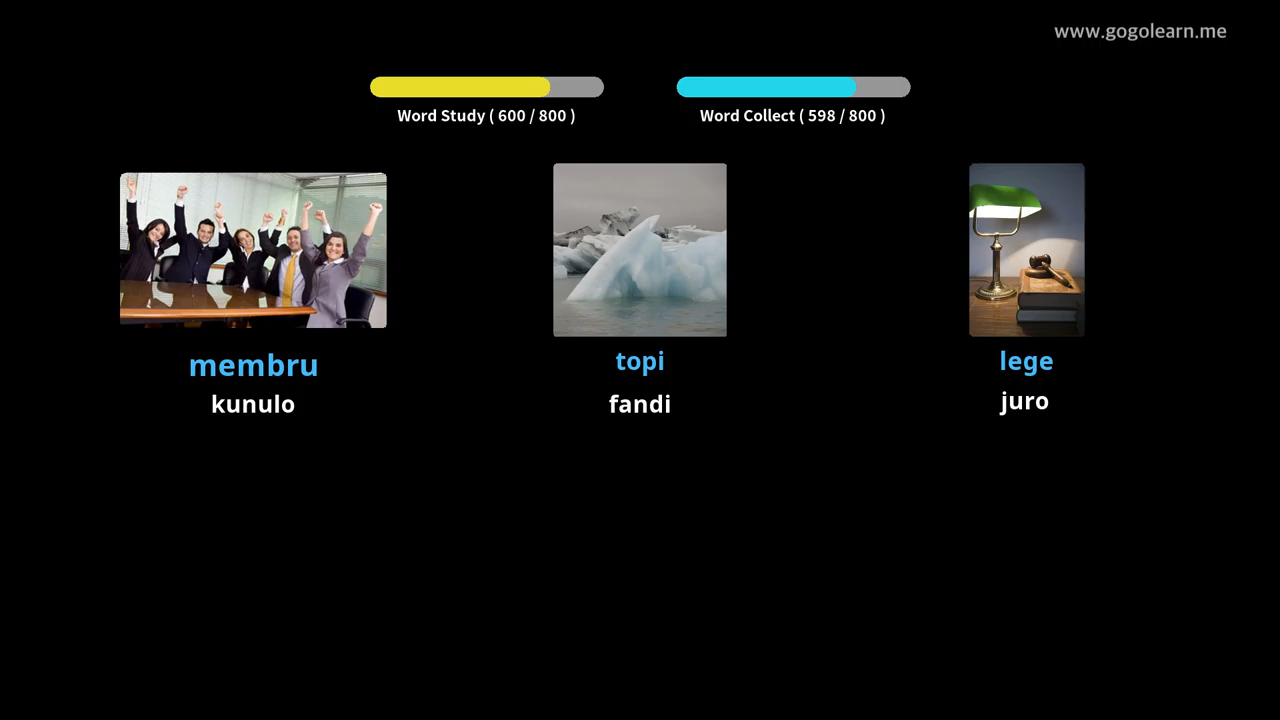 www.gogolearn.me
Word Study ( 600 / 800 )
Word Collect ( 598 / 800 )
membru
kunulo
topi
fandi
lege
juro